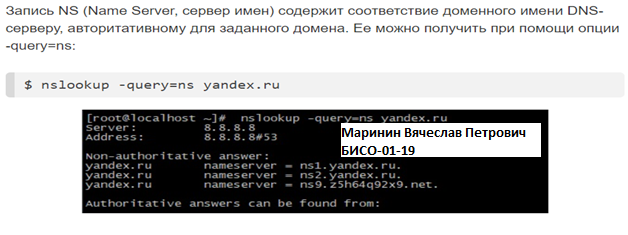 Запись NS (Name Server, сервер имен) содержит соответствие доменного имени DNS-
серверу, авторитативному для заданного домена. Ее можно получить при помощи опции
-query=ns:
$ nslookup -query=ns yandex.ru
[root@localhost ~]#  nslookup -query=ns yandex.ru
Server:         8.8.8.8
Address:        8.8.8.8#53
Маринин Вячеслав Петрович
БИСО-01-19
Non-authoritative answer:
yandex.ru       nameserver = ns1.yandex.ru.
yandex.ru       nameserver = ns2.yandex.ru.
yandex.ru       nameserver = ns9.z5h64q92x9.net.
Authoritative answers can be found from: